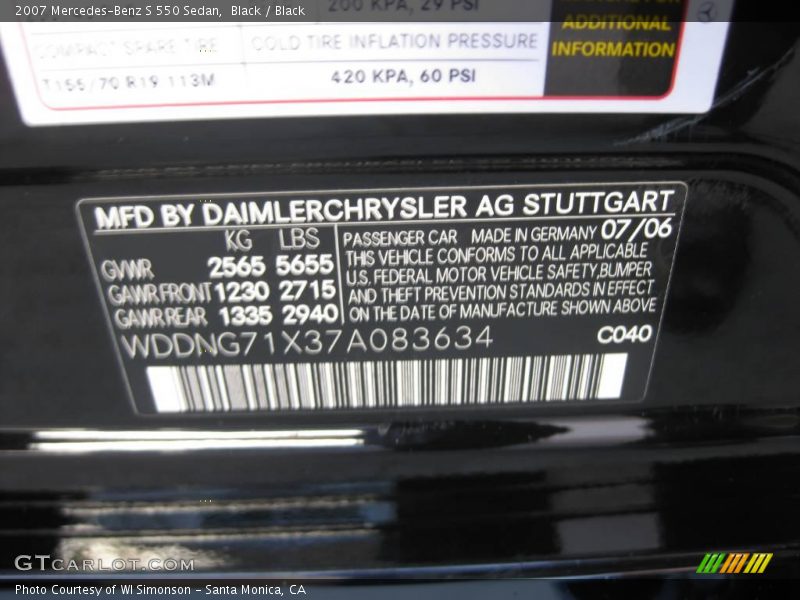 2007 Mercedes-Benz S 550 Sedan,  Black / Black
200 KPA, 29 PSI
ADDITIONAL
INFORMATION
COMPACT SPARE TIRE
COLD TIRE INFLATION PRESSURE
T155/70 R19 113M
420 KPA, 60 PSI
MFD BY DAIMLERCHRYSLER AG STUTTGART
KG LBS
GVWR 2565 5655
GAWR FRONT 1230 2715
GAWR REAR 1335 2940
PASSENGER CAR MADE IN GERMANY 07/06
THIS VEHICLE CONFORMS TO ALL APPLICABLE
U.S. FEDERAL MOTOR VEHICLE SAFETY, BUMPER
AND THEFT PREVENTION STANDARDS IN EFFECT
ON THE DATE OF MANUFACTURE SHOWN ABOVE
WDDNG71X37A083634
C040
GTCARLOT.COM
Photo Courtesy of WI Simonson - Santa Monica, CA